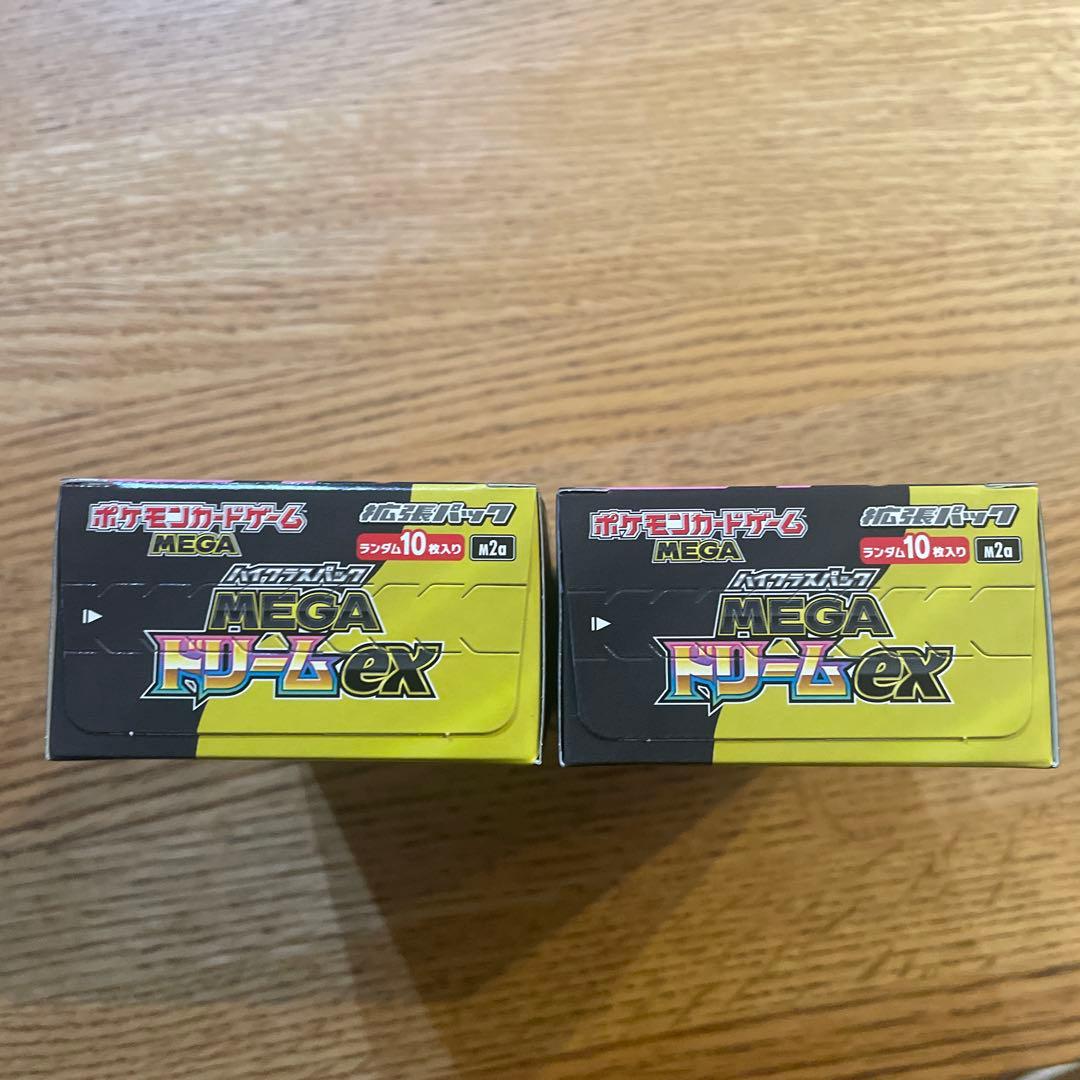 ポケモンカードゲーム
MEGA
拡張パック
ランダム10枚入り M2a
ハイクラスパック
MEGA
ドリームex
ポケモンカードゲーム
MEGA
拡張パック
ランダム10枚入り M2a
ハイクラスパック
MEGA
ドリームex